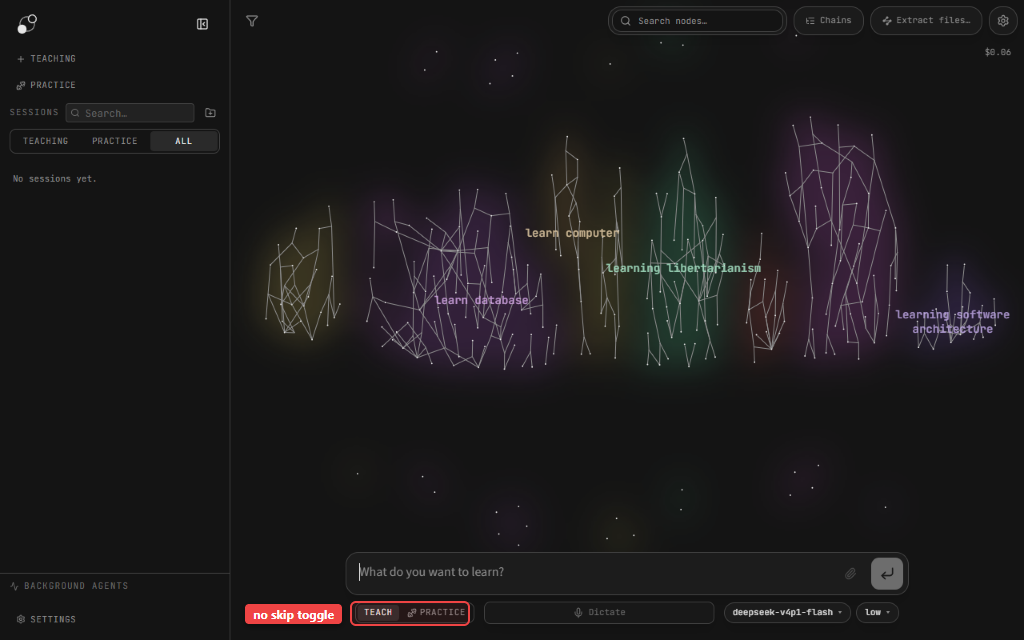 + TEACHING
PRACTICE
SESSIONS
Search…
TEACHING PRACTICE ALL
No sessions yet.
BACKGROUND AGENTS
SETTINGS
Search nodes…
Chains
Extract files…
$0.06
learn computer
learning libertarianism
learn database
learning software
architecture
What do you want to learn?
no skip toggle
TEACH PRACTICE
Dictate
deepseek-v4p1-flash
low